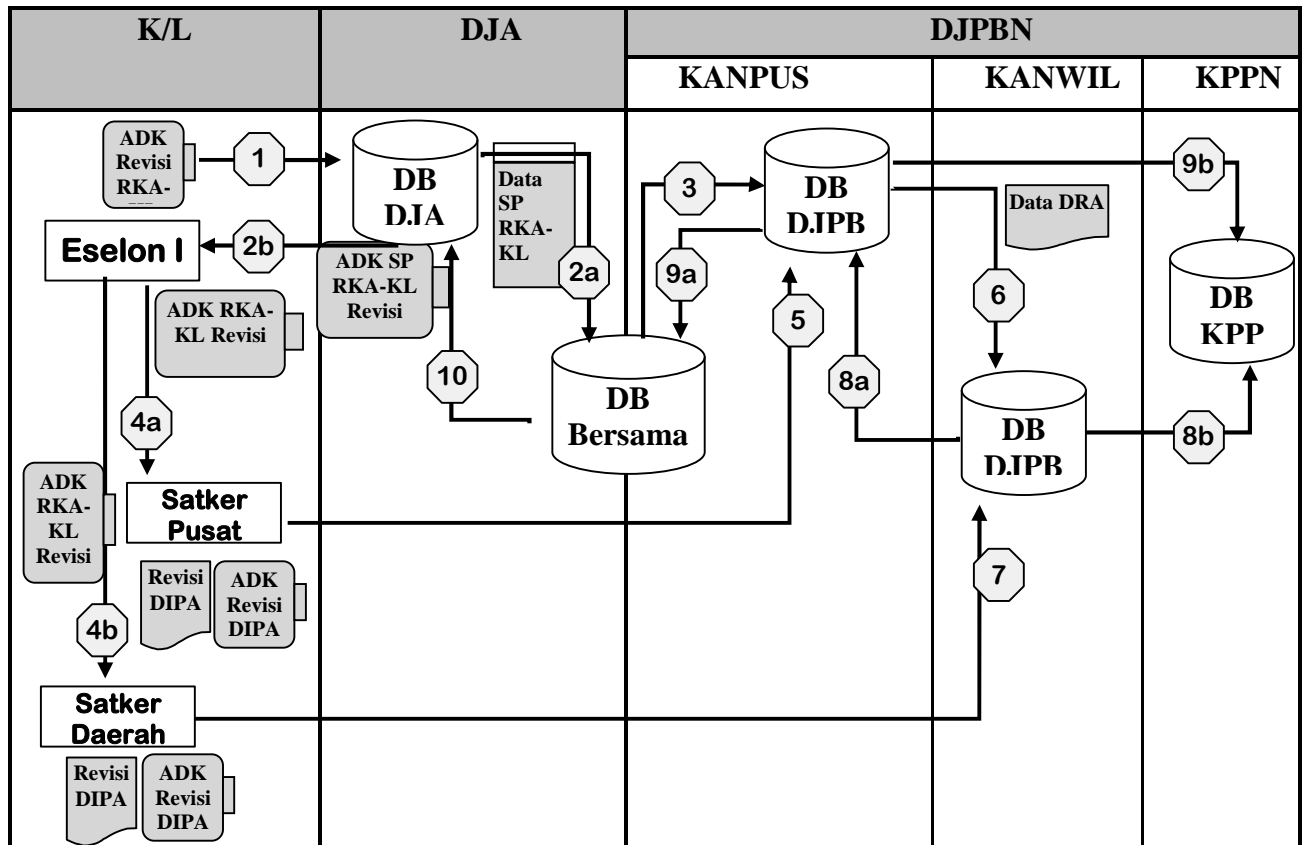 K/L
DJA
DJPBN
KANPUS
KANWIL
KPPN
ADK
Revisi
RKA-
1
DB
DJA
Data
SP
RKA-
KL
2a
3
DB
DJPB
9b
Data DRA
Eselon I
2b
ADK SP
RKA-KL
Revisi
9a
6
DB
KPP
ADK RKA-
KL Revisi
5
10
8a
4a
DB
Bersama
DB
DJPB
8b
ADK
RKA-
KL
Revisi
Satker
Pusat
Revisi
DIPA
ADK
Revisi
DIPA
7
4b
Satker
Daerah
Revisi
DIPA
ADK
Revisi
DIPA